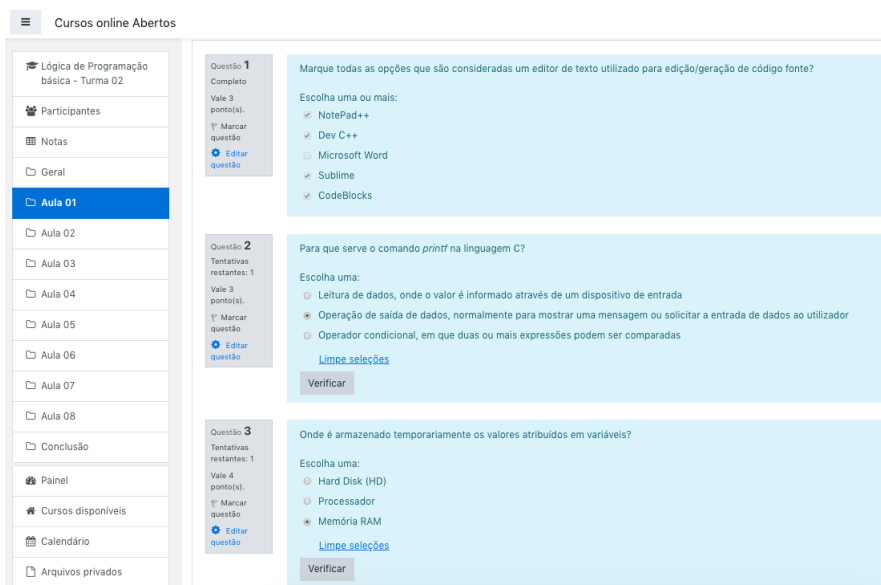 Cursos online Abertos
Lógica de Programação
básica - Turma 02
Participantes
Notas
Geral
Aula 01
Aula 02
Aula 03
Aula 04
Aula 05
Aula 06
Aula 07
Aula 08
Conclusão
Painel
Cursos disponíveis
Calendário
Arquivos privados
Questão 1
Completo
Vale 3
ponto(s).
Marcar
questão
Editar
questão
Marque todas as opções que são consideradas um editor de texto utilizado para edição/geração de código fonte?
Escolha uma ou mais:
NotePad++
Dev C++
Microsoft Word
Sublime
CodeBlocks
Questão 2
Tentativas
restantes: 1
Vale 3
ponto(s).
Marcar
questão
Editar
questão
Para que serve o comando printf na linguagem C?
Escolha uma:
Leitura de dados, onde o valor é informado através de um dispositivo de entrada
Operação de saída de dados, normalmente para mostrar uma mensagem ou solicitar a entrada de dados ao utilizador
Operador condicional, em que duas ou mais expressões podem ser comparadas
Limpe seleções
Verificar
Questão 3
Tentativas
restantes: 1
Vale 4
ponto(s).
Marcar
questão
Editar
questão
Onde é armazenado temporariamente os valores atribuídos em variáveis?
Escolha uma:
Hard Disk (HD)
Processador
Memória RAM
Limpe seleções
Verificar